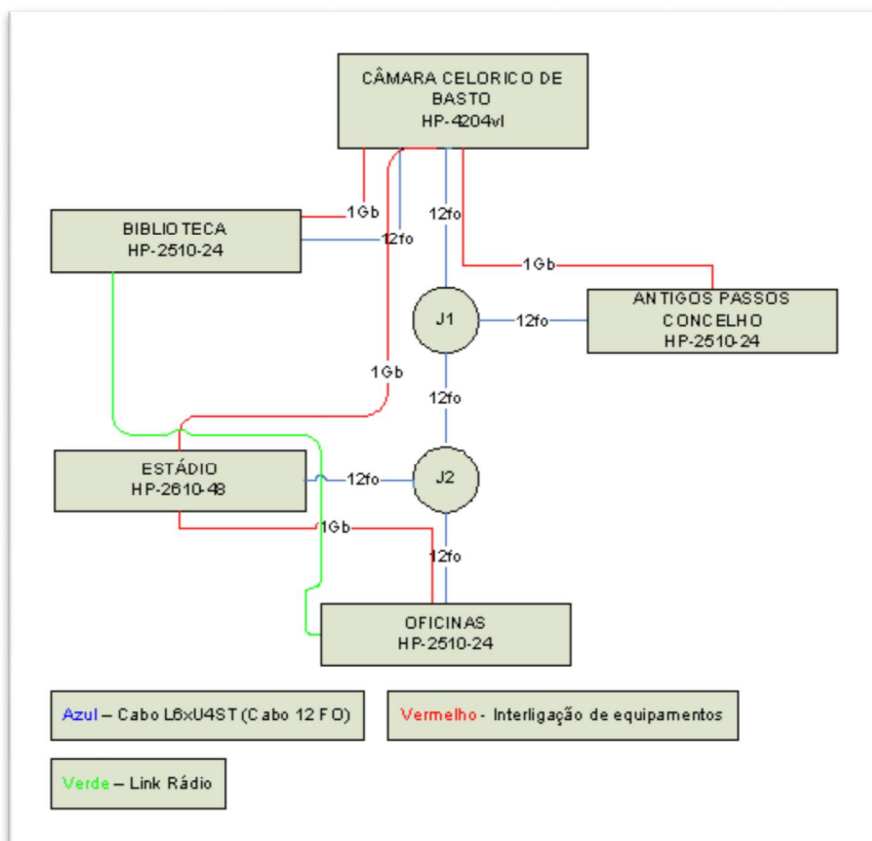 CÂMARA CELORICO DE
BASTO
HP-4204vl
1Gb
BIBLIOTECA
HP-2510-24
12fo
12fo
1Gb
ANTIGOS PASSOS
CONCELHO
HP-2510-24
J1
12fo
1Gb
12fo
ESTÁDIO
HP-2610-48
12fo
J2
1Gb
12fo
OFICINAS
HP-2510-24
Azul – Cabo L6xU4ST (Cabo 12 FO)
Vermelho - Interligação de equipamentos
Verde – Link Rádio